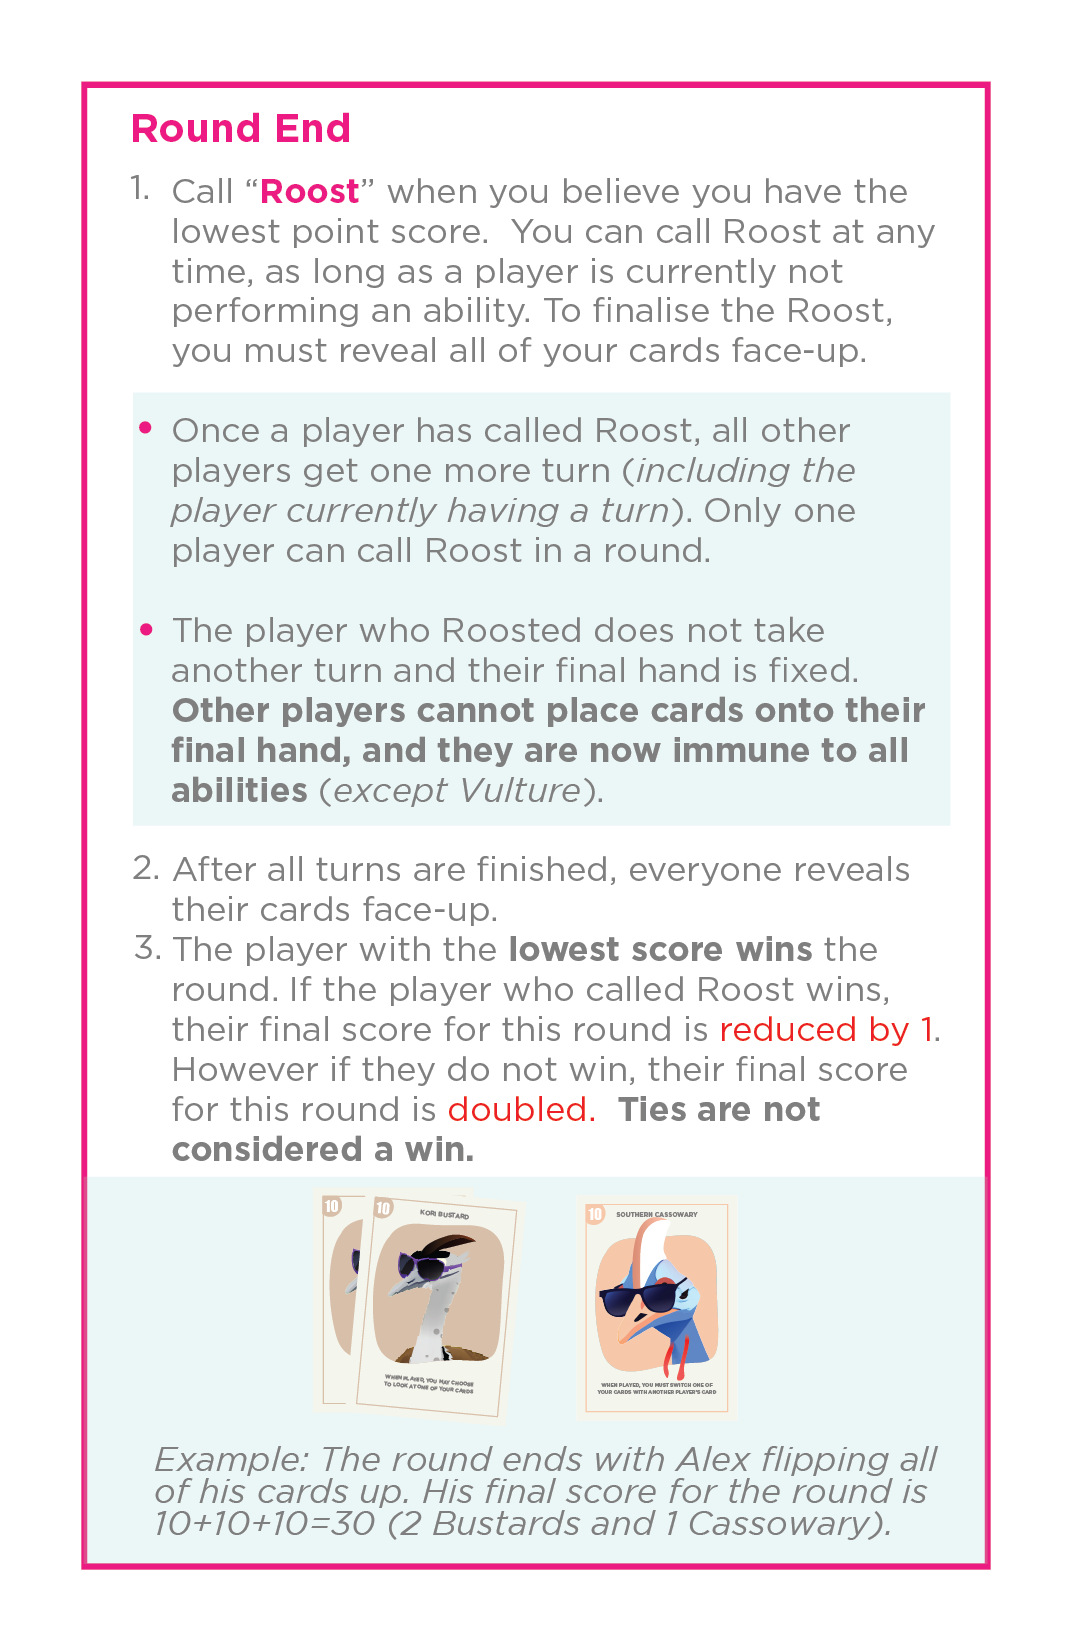 Round End
1. Call “Roost” when you believe you have the
lowest point score.  You can call Roost at any
time, as long as a player is currently not
performing an ability. To finalise the Roost,
you must reveal all of your cards face-up.
• Once a player has called Roost, all other
players get one more turn (including the
player currently having a turn). Only one
player can call Roost in a round.
• The player who Roosted does not take
another turn and their final hand is fixed.
Other players cannot place cards onto their
final hand, and they are now immune to all
abilities (except Vulture).
2. After all turns are finished, everyone reveals
their cards face-up.
3. The player with the lowest score wins the
round. If the player who called Roost wins,
their final score for this round is reduced by 1.
However if they do not win, their final score
for this round is doubled.  Ties are not
considered a win.
10
10
KORI BUSTARD
WHEN PLAYED, YOU MAY CHOOSE
TO LOOK AT ONE OF YOUR CARDS
10
SOUTHERN CASSOWARY
WHEN PLAYED, YOU MUST SWITCH ONE OF
YOUR CARDS WITH ANOTHER PLAYER'S CARD
Example: The round ends with Alex flipping all
of his cards up. His final score for the round is
10+10+10=30 (2 Bustards and 1 Cassowary).